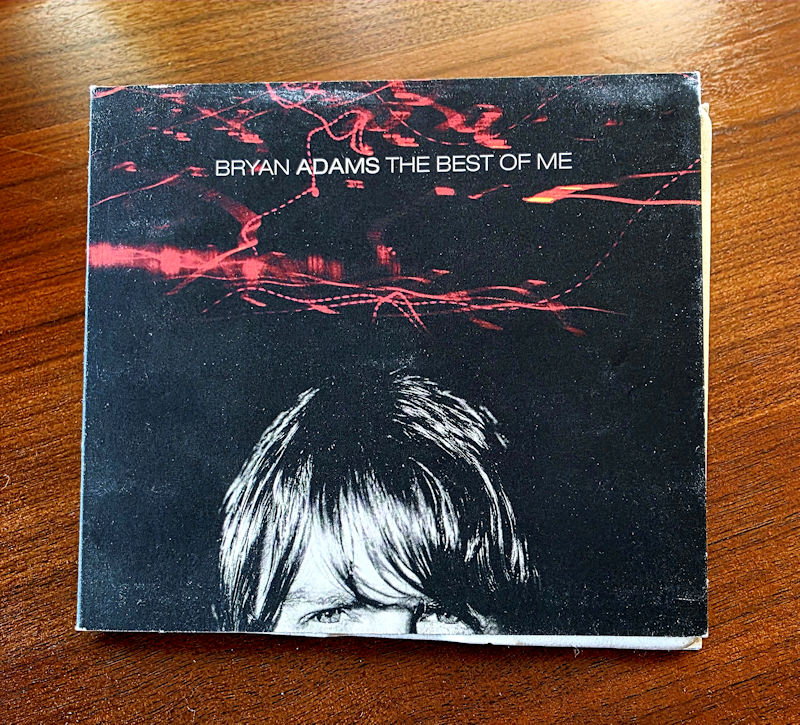 BRYAN ADAMS THE BEST OF ME